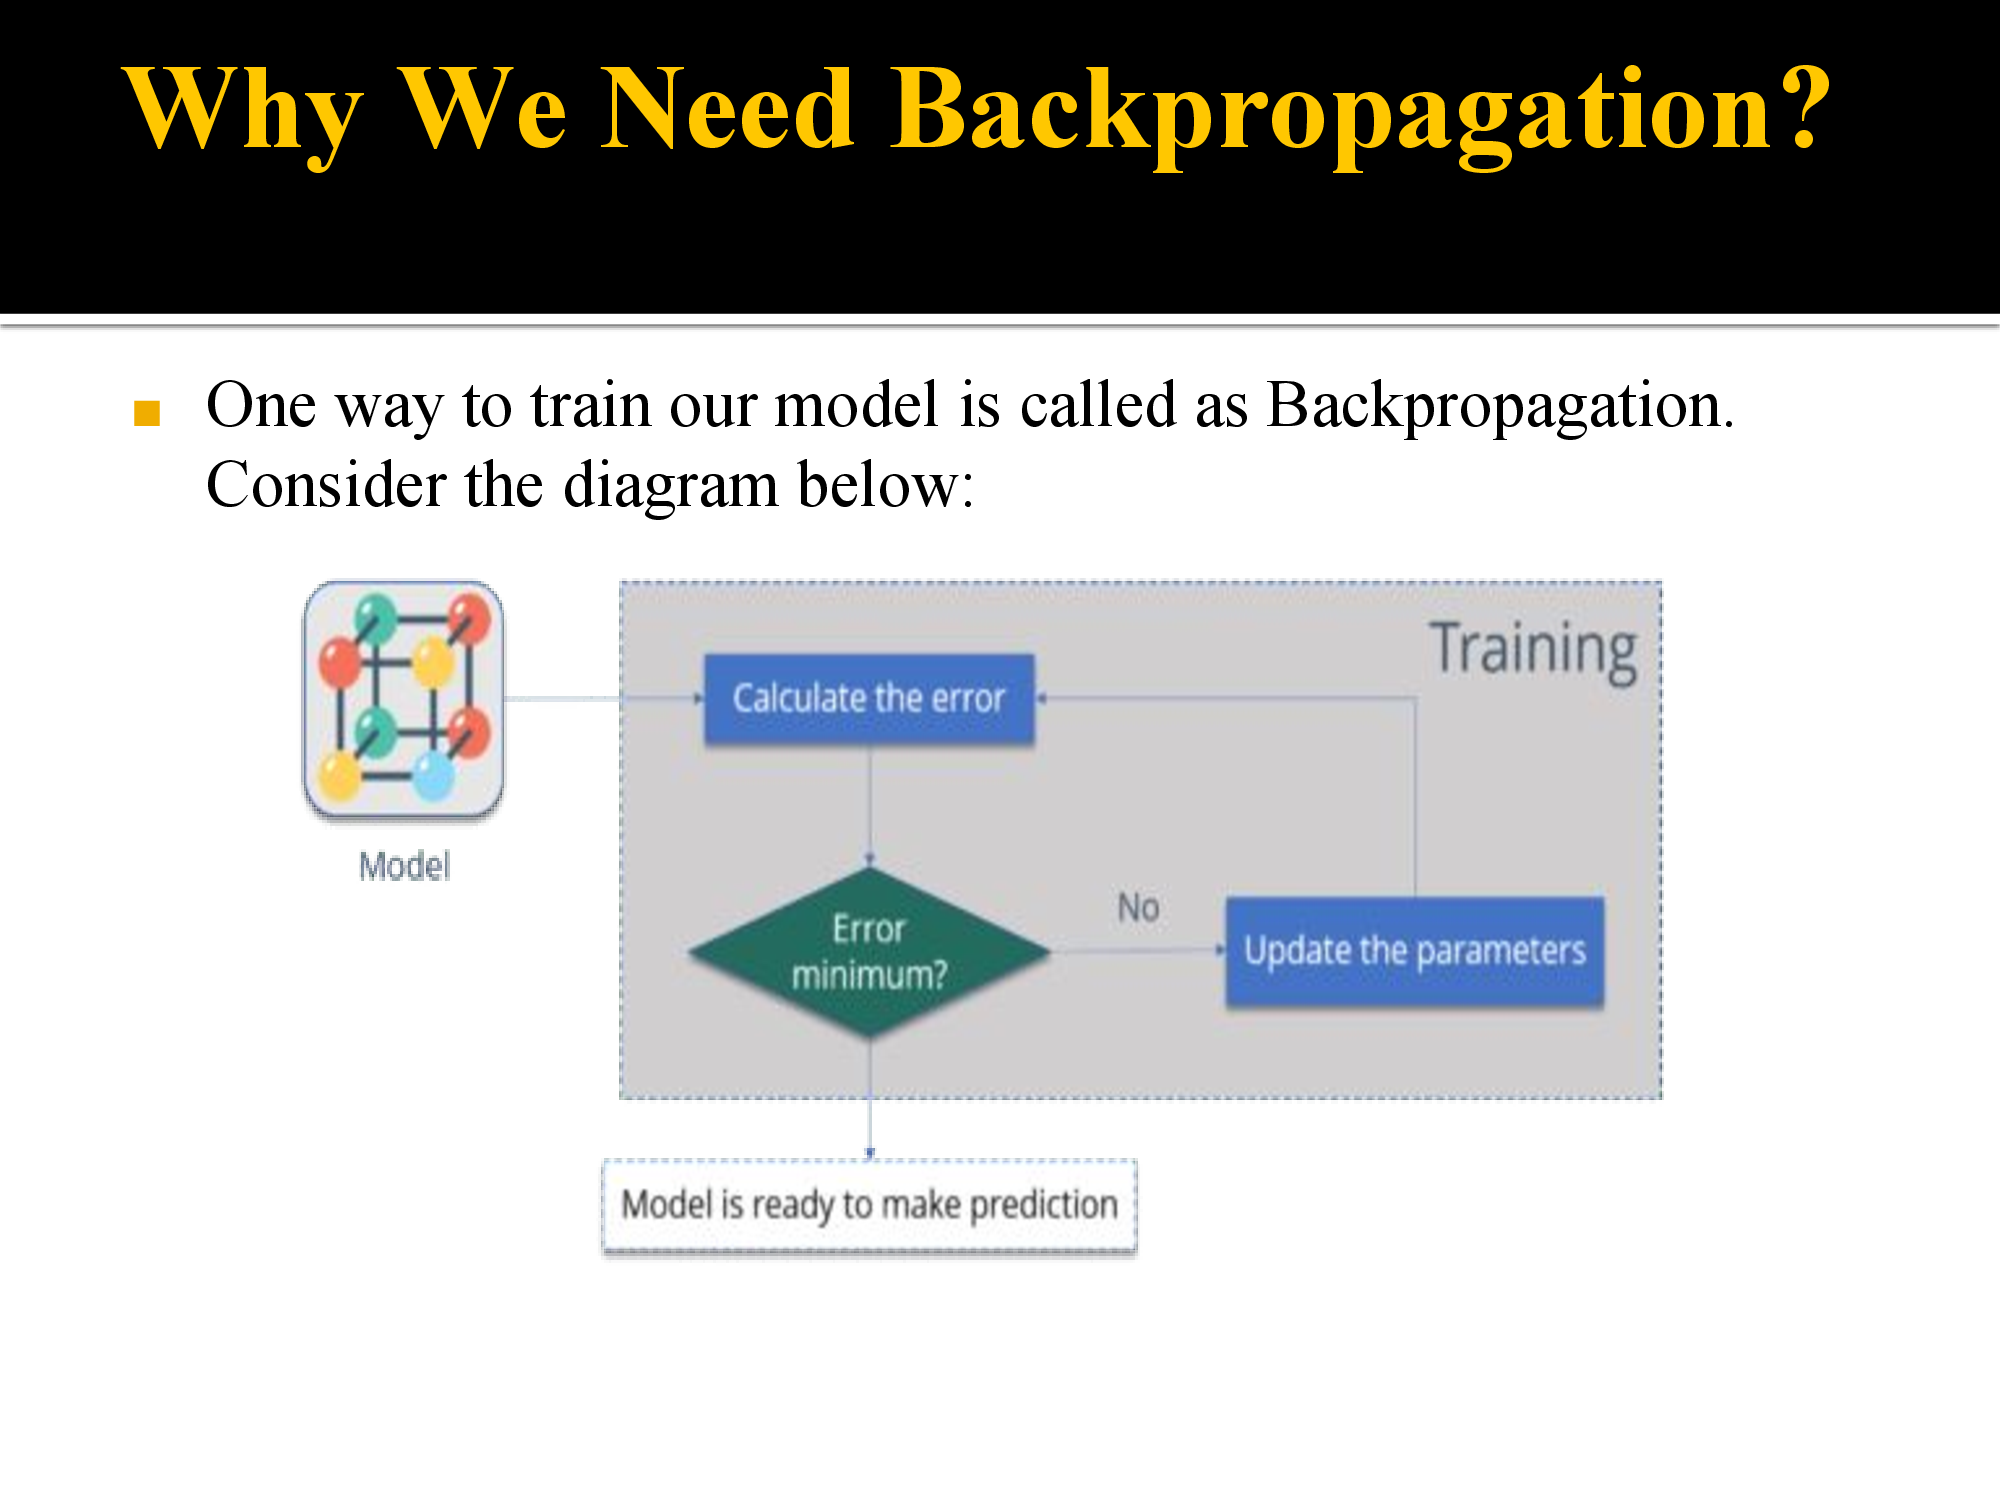 Why We Need Backpropagation?
One way to train our model is called as Backpropagation.
Consider the diagram below:
Training
Calculate the error
Model
No
Error
minimum?
Update the parameters
Model is ready to make prediction